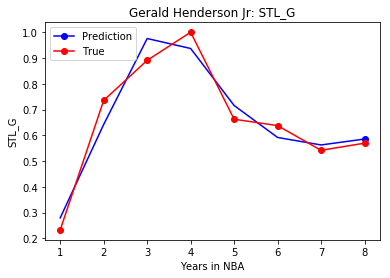 Gerald Henderson Jr: STL_G
Prediction
True
1.0
0.9
0.8
0.7
0.6
0.5
0.4
0.3
0.2
STL_G
1 2 3 4 5 6 7 8
Years in NBA